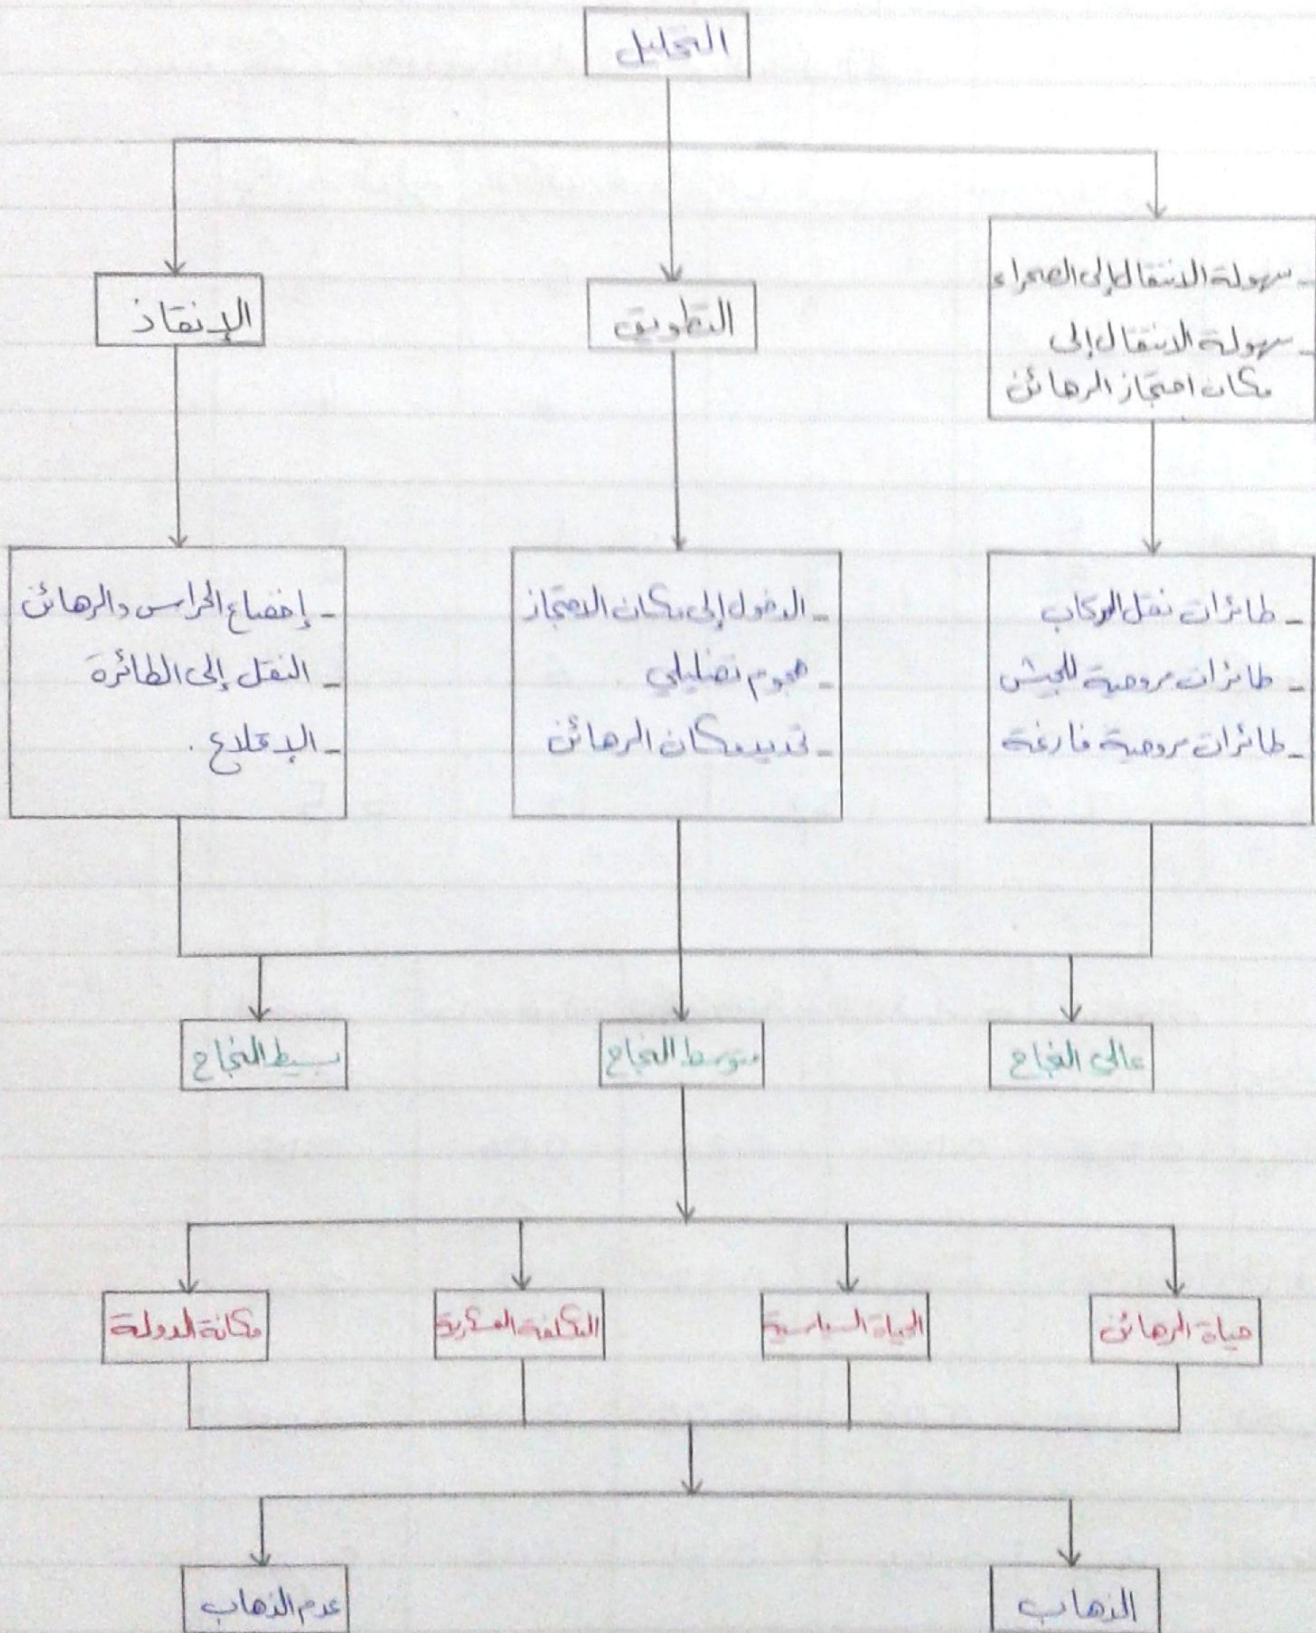 التحليل
- سهولة الانتقال إلى الصحراء
- سهولة الانتقال إلى
مكان احتجاز الرهائن
التطويق
الإنقاذ
- طائرات نقل الركاب
- طائرات مروحية للجيش
- طائرات مروحية فارغة
- الدخول إلى مكان الاحتجاز
- هجوم تضليلي
- تحديد مكان الرهائن
- إخضاع الحراس والرهائن
- النقل إلى الطائرة
- الإقلاع.
عالي النجاح
متوسط النجاح
بسيط النجاح
حياة الرهائن
الحياة السياسية
التكلفة العسكرية
مكانة الدولة
الذهاب
عدم الذهاب